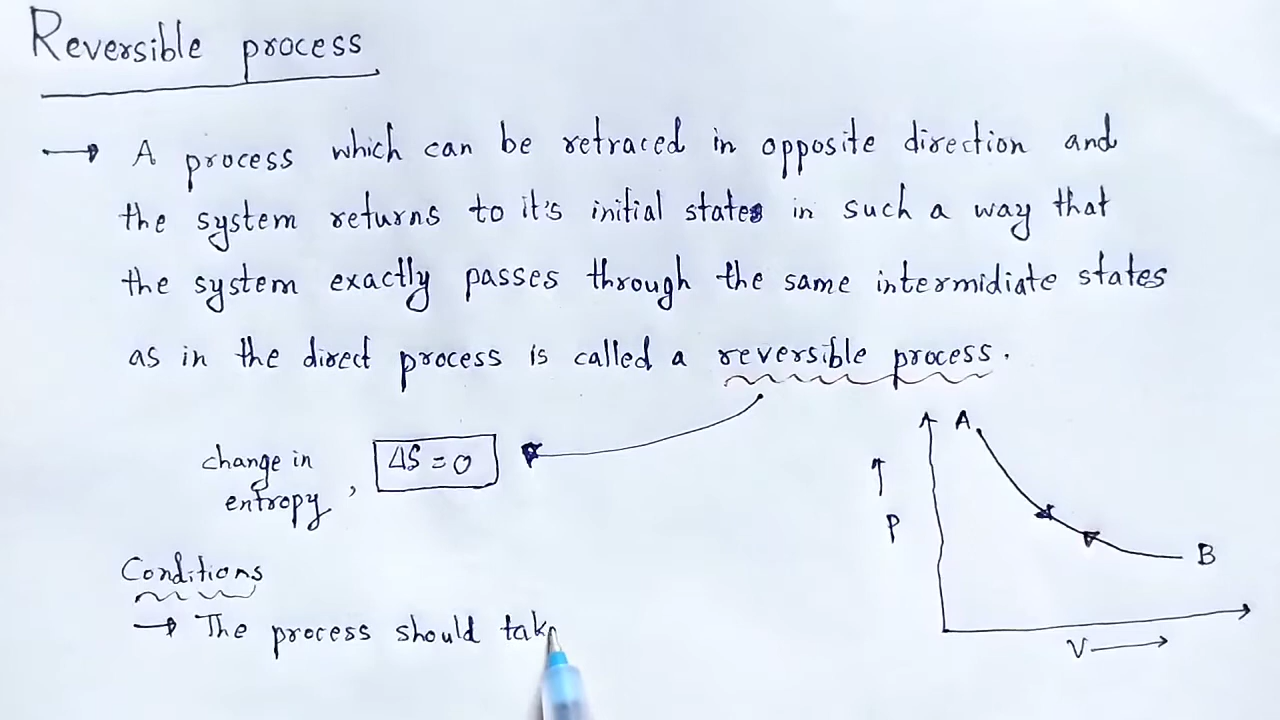 Reversible process
→ A process which can be retraced in opposite direction and
the system returns to it's initial states in such a way that
the system exactly passes through the same intermidiate states
as in the direct process is called a reversible process.
change in
entropy, ΔS = 0
Conditions
→ The process should tak
A
↑
P
B
V →